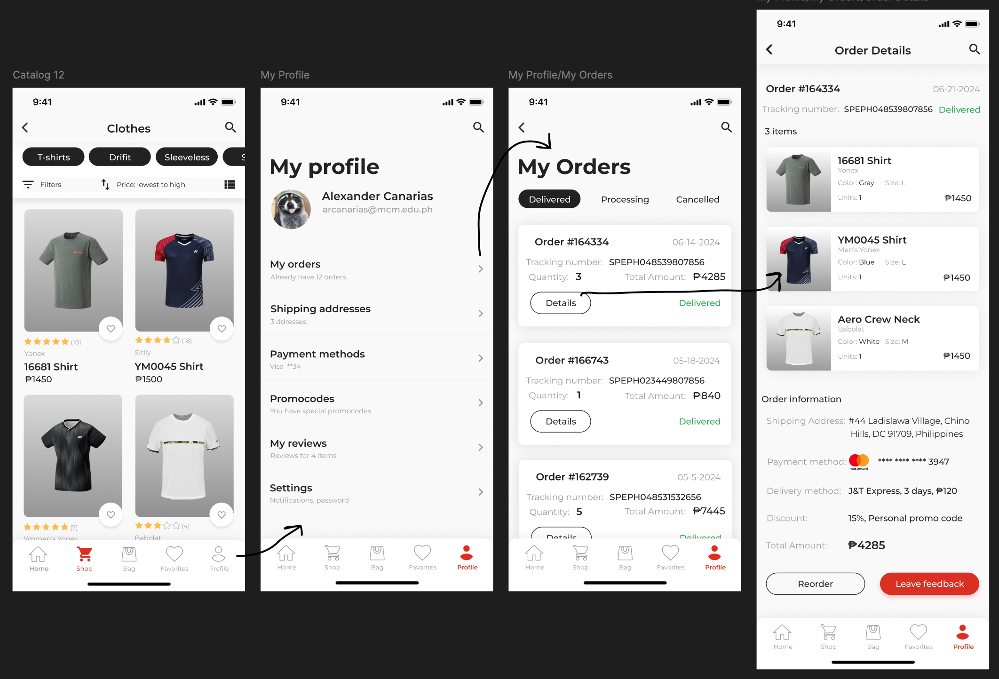 Catalog 12
9:41
Clothes
T-shirts
Drifit
Sleeveless
S
Filters
Price: lowest to high
(10)
Yonex
16681 Shirt
₱1450
(18)
Sitlly
YM0045 Shirt
₱1500
(7)
Women's Yonex
(4)
Babolat
Home
Shop
Bag
Favorites
Profile
My Profile
9:41
My profile
Alexander Canarias
arcanarias@mcm.edu.ph
My orders
Already have 12 orders
Shipping addresses
3 ddresses
Payment methods
Visa **34
Promocodes
You have special promocodes
My reviews
Reviews for 4 items
Settings
Notifications, password
Home
Shop
Bag
Favorites
Profile
My Profile/My Orders
9:41
My Orders
Delivered
Processing
Cancelled
Order #164334
06-14-2024
Tracking number: SPEPH048539807856
Quantity: 3
Total Amount: ₱4285
Details
Delivered
Order #166743
05-18-2024
Tracking number: SPEPH023449807856
Quantity: 1
Total Amount: ₱840
Details
Delivered
Order #162739
05-5-2024
Tracking number: SPEPH048531532656
Quantity: 5
Total Amount: ₱7445
Details
Delivered
Home
Shop
Bag
Favorites
Profile
My Profile/My Orders/Order Details
9:41
Order Details
Order #164334
06-21-2024
Tracking number: SPEPH048539807856 Delivered
3 items
16681 Shirt
Yonex
Color: Gray Size: L
Units: 1
₱1450
YM0045 Shirt
Men's Yonex
Color: Blue Size: L
Units: 1
₱1450
Aero Crew Neck
Babolat
Color: White Size: M
Units: 1
₱1450
Order information
Shipping Address: #44 Ladislawa Village, Chino
Hills, DC 91709, Philippines
Payment method: mastercard **** **** **** 3947
Delivery method: J&T Express, 3 days, ₱120
Discount: 15%, Personal promo code
Total Amount: ₱4285
Reorder
Leave feedback
Home
Shop
Bag
Favorites
Profile